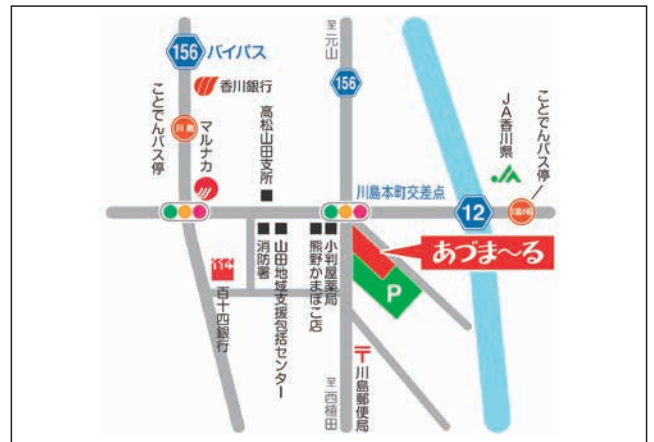 156 バイパス
香川銀行
ことでんバス停
川島
マルナカ
高松山田支所
至元山
156
川島本町交差点
JA香川県
JA
ことでんバス停
12
114
百十四銀行
消防署
山田地域支援包括センター
熊野かまぼこ店
小判屋薬局
あづま〜る
P
川島郵便局
至西植田